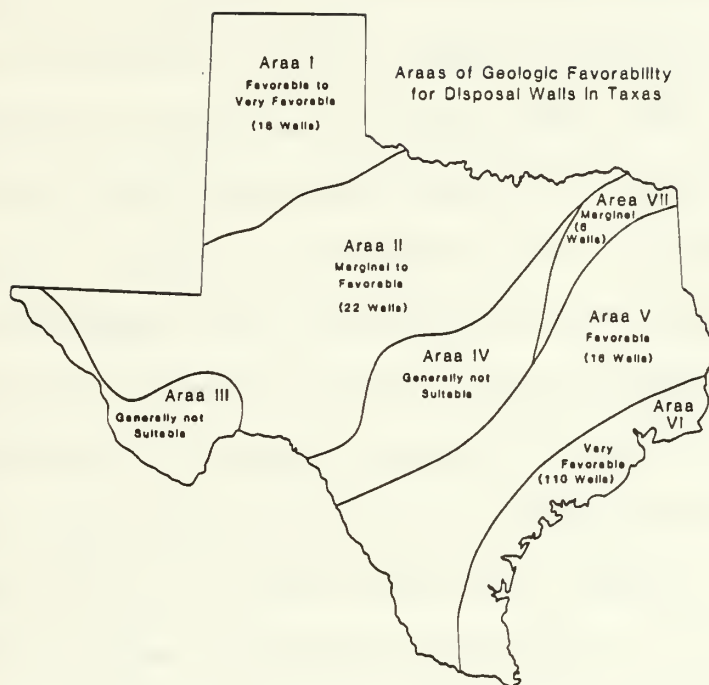 Araas of Geologic Favorability
for Disposal Walls in Taxas
Araa I
Favorable to
Very Favorable
(18 Walls)
Araa II
Marginal to
Favorable
(22 Walls)
Area VII
Marginal
(6
Walls)
Araa V
Favorable
(16 Walls)
Araa IV
Generally not
Suitable
Araa III
Generally not
Suitable
Araa
VI
Very
Favorable
(110 Walls)